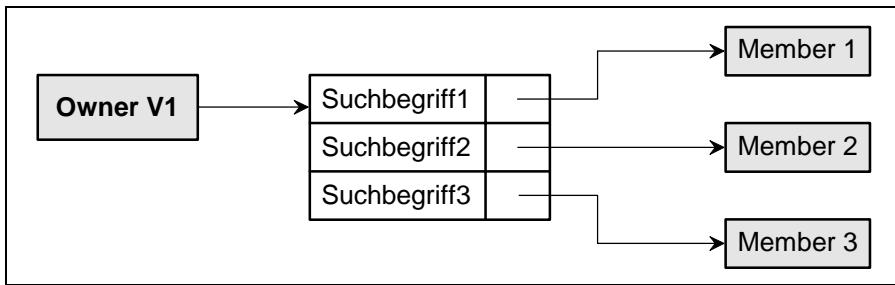 Member 1
Owner V1
Suchbegriff1
Suchbegriff2
Member 2
Suchbegriff3
Member 3